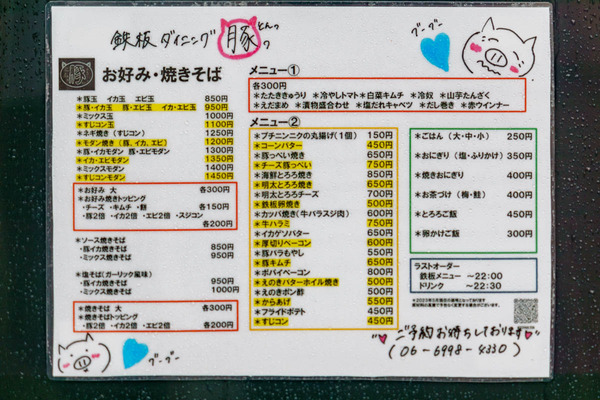 鉄板ダイニング 豚 とんっ
グーグー
お好み・焼きそば
＊豚玉 イカ玉 エビ玉 850円
＊豚・イカ玉 豚・エビ玉 イカ・エビ玉 950円
＊ミックス玉 1000円
＊すじコン玉 1100円
＊ネギ焼き（すじコン） 1250円
＊モダン焼き（豚、イカ、エビ） 1200円
＊豚・イカモダン 豚・エビモダン 1300円
＊イカ・エビモダン 1350円
＊ミックスモダン 1400円
＊すじコンモダン 1450円
＊お好み 大 各300円
＊お好み焼きトッピング
・チーズ ・キムチ ・餅 各150円
・豚2倍 ・イカ2倍 ・エビ2倍 ・スジコン
各200円
＊ソース焼きそば
・豚イカ焼きそば 850円
・ミックス焼きそば 950円
＊塩そば（ガーリック風味）
・豚イカ焼きそば 950円
・ミックス焼きそば 1000円
＊焼きそば 大 各300円
＊焼きそばトッピング
・豚2倍 ・イカ2倍 ・エビ2倍 各200円
グーグー
メニュー①
各300円
＊たたききゅうり ＊冷やしトマト ＊白菜キムチ ＊冷奴 ＊山芋たんざく
＊えだまめ ＊漬物盛合わせ ＊塩だれキャベツ ＊だし巻き ＊赤ウインナー
メニュー②
＊プチニンニクの丸揚げ（1個） 150円
＊コーンバター 450円
＊豚っぺい焼き 650円
＊チーズ豚っぺい 750円
＊海鮮とろろ焼き 850円
＊明太とろろ焼き 650円
＊明太とろろチーズ 700円
＊鉄板卵焼き 500円
＊カッパ焼き（牛バラスジ肉） 600円
＊牛ハラミ 750円
＊イカゲソバター 650円
＊厚切りベーコン 600円
＊豚バラもやし 550円
＊豚キムチ 650円
＊ポパイベーコン 800円
＊えのきバターホイル焼き 500円
＊えのきポン酢 500円
＊からあげ 550円
＊フライドポテト 450円
＊すじコン 450円
＊ごはん（大・中・小） 250円
＊おにぎり（塩・ふりかけ） 350円
＊焼きおにぎり 400円
＊お茶づけ（梅・鮭） 400円
＊とろろご飯 450円
＊卵かけご飯 300円
ラストオーダー
鉄板メニュー ～22:00
ドリンク ～22:30
ご予約お待ちしております
(06-6998-4330)